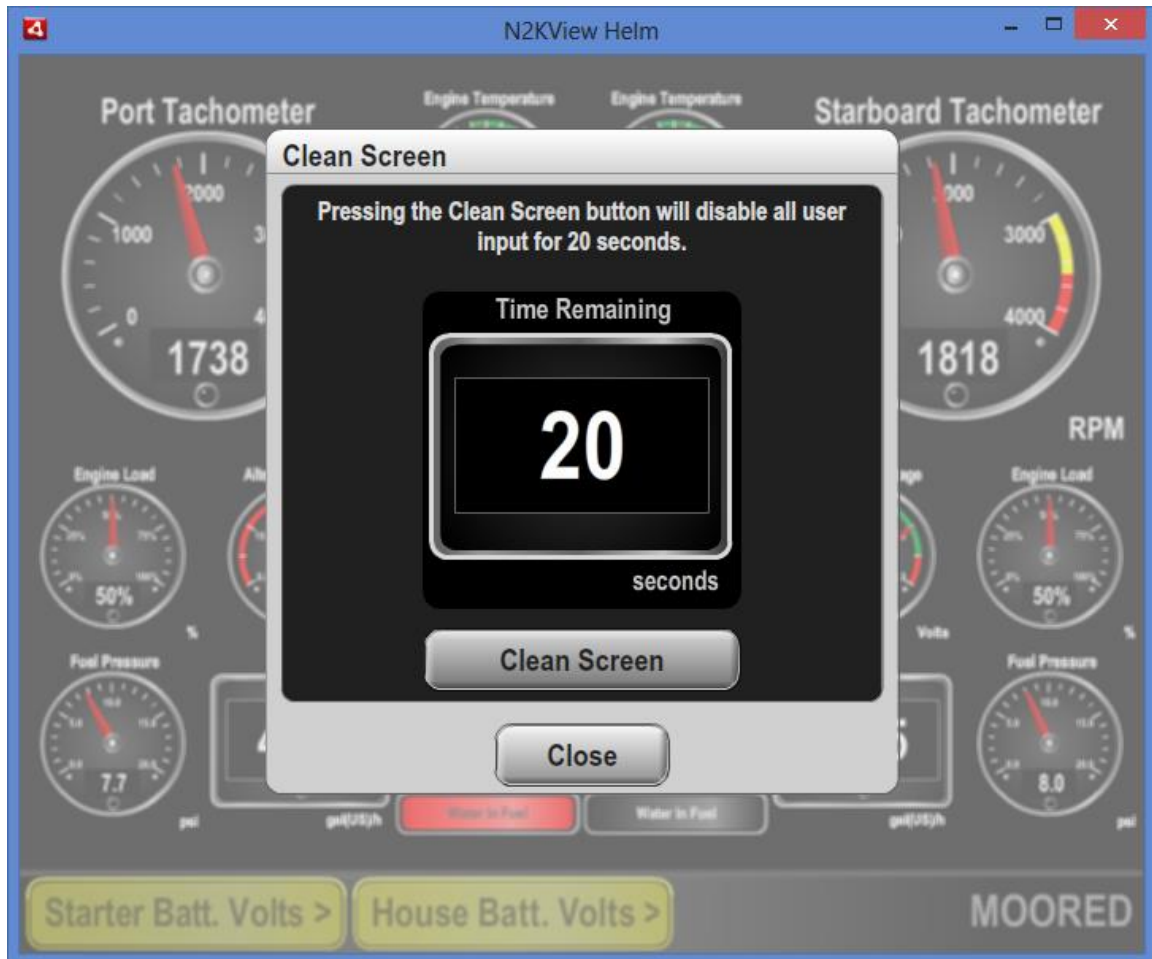 N2KView Helm
Port Tachometer
Engine Temperature
Engine Temperature
Starboard Tachometer
Clean Screen
Pressing the Clean Screen button will disable all user
input for 20 seconds.
Time Remaining
20
seconds
Clean Screen
Close
2000
1000
0
1738
3000
4000
1818
RPM
Engine Load
50%
%
Engine Load
50%
%
Volts
Fuel Pressure
7.7
psi
gal(US)/h
Water In Fuel
Water In Fuel
gal(US)/h
Fuel Pressure
8.0
psi
Starter Batt. Volts >
House Batt. Volts >
MOORED